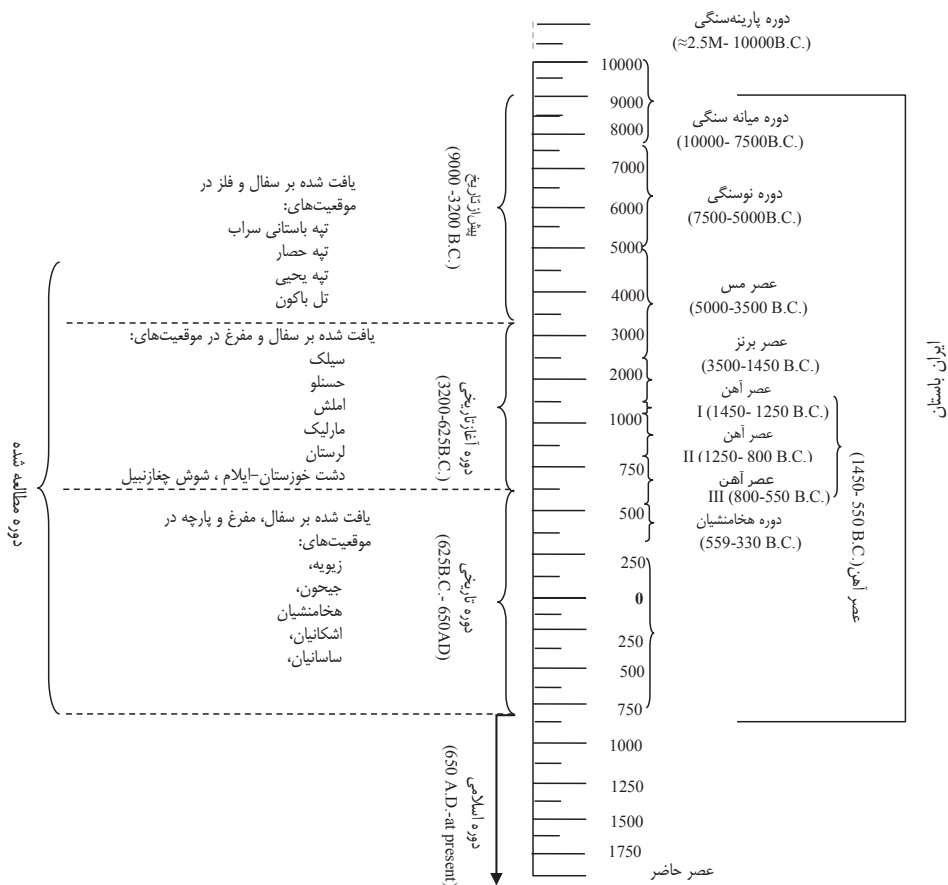 دوره پارینه‌سنگی
(≈2.5M- 10000B.C.)
10000
9000
8000
7000
6000
5000
4000
3000
2000
1000
750
500
250
0
250
500
750
1000
1250
1500
1750
عصر حاضر
دوره میانه سنگی
(10000- 7500B.C.)
دوره نوسنگی
(7500-5000B.C.)
عصر مس
(5000-3500 B.C.)
عصر برنز
(3500-1450 B.C.)
عصر آهن
I (1450- 1250 B.C.)
عصر آهن
II (1250- 800 B.C.)
عصر آهن
III (800-550 B.C.)
دوره هخامنشیان
(559-330 B.C.)
عصر آهن(1450- 550 B.C.)
ایران باستان
پیش‌ازتاریخ
(9000 -3200 B.C.)
یافت شده بر سفال و فلز در
موقعیت‌های:
تپه باستانی سراب
تپه حصار
تپه یحیی
تل باکون
دوره آغازتاریخی
(3200-625B.C.)
یافت شده بر سفال و مفرغ در موقعیت‌های:
سیلک
حسنلو
املش
مارلیک
لرستان
دشت خوزستان-ایلام ، شوش چغازنبیل
دوره تاریخی
(625B.C.- 650AD)
یافت شده بر سفال، مفرغ و پارچه در
موقعیت‌های:
زیویه،
جیحون،
هخامنشیان
اشکانیان،
ساسانیان،
دوره اسلامی
(650 A.D.-at present)
دوره مطالعه شده